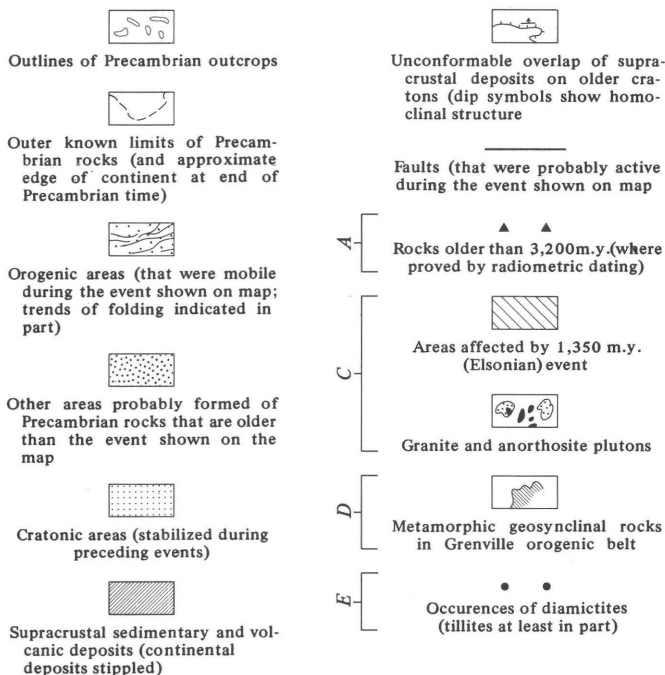 Outlines of Precambrian outcrops
Outer known limits of Precam-
brian rocks (and approximate
edge of continent at end of
Precambrian time)
Orogenic areas (that were mobile
during the event shown on map;
trends of folding indicated in
part)
Other areas probably formed of
Precambrian rocks that are older
than the event shown on the
map
Cratonic areas (stabilized during
preceding events)
Supracrustal sedimentary and vol-
canic deposits (continental
deposits stippled)
Unconformable overlap of supra-
crustal deposits on older cra-
tons (dip symbols show homo-
clinal structure
Faults (that were probably active
during the event shown on map
A
Rocks older than 3,200m.y.(where
proved by radiometric dating)
C
Areas affected by 1,350 m.y.
(Elsonian) event
Granite and anorthosite plutons
D
Metamorphic geosynclinal rocks
in Grenville orogenic belt
E
Occurences of diamictites
(tillites at least in part)